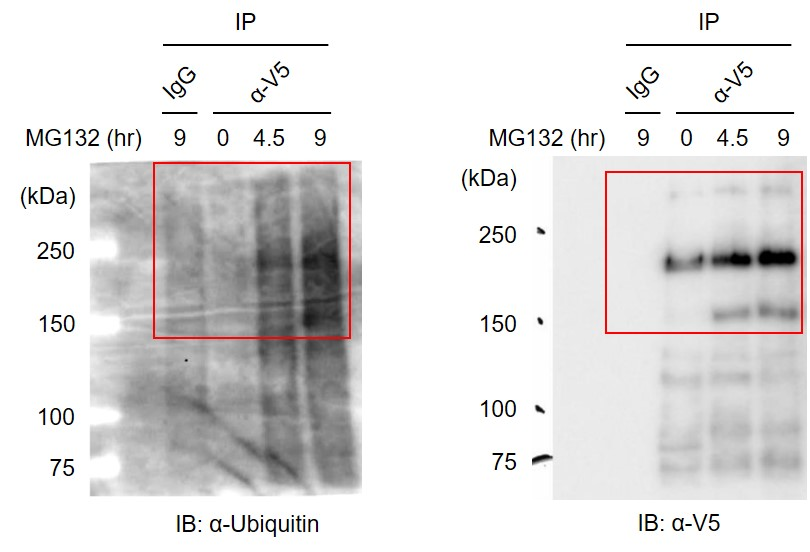 IP
IgG
α-V5
MG132 (hr) 9 0 4.5 9
(kDa)
250
150
100
75
IB: α-Ubiquitin
IP
IgG
α-V5
MG132 (hr) 9 0 4.5 9
(kDa)
250
150
100
75
IB: α-V5